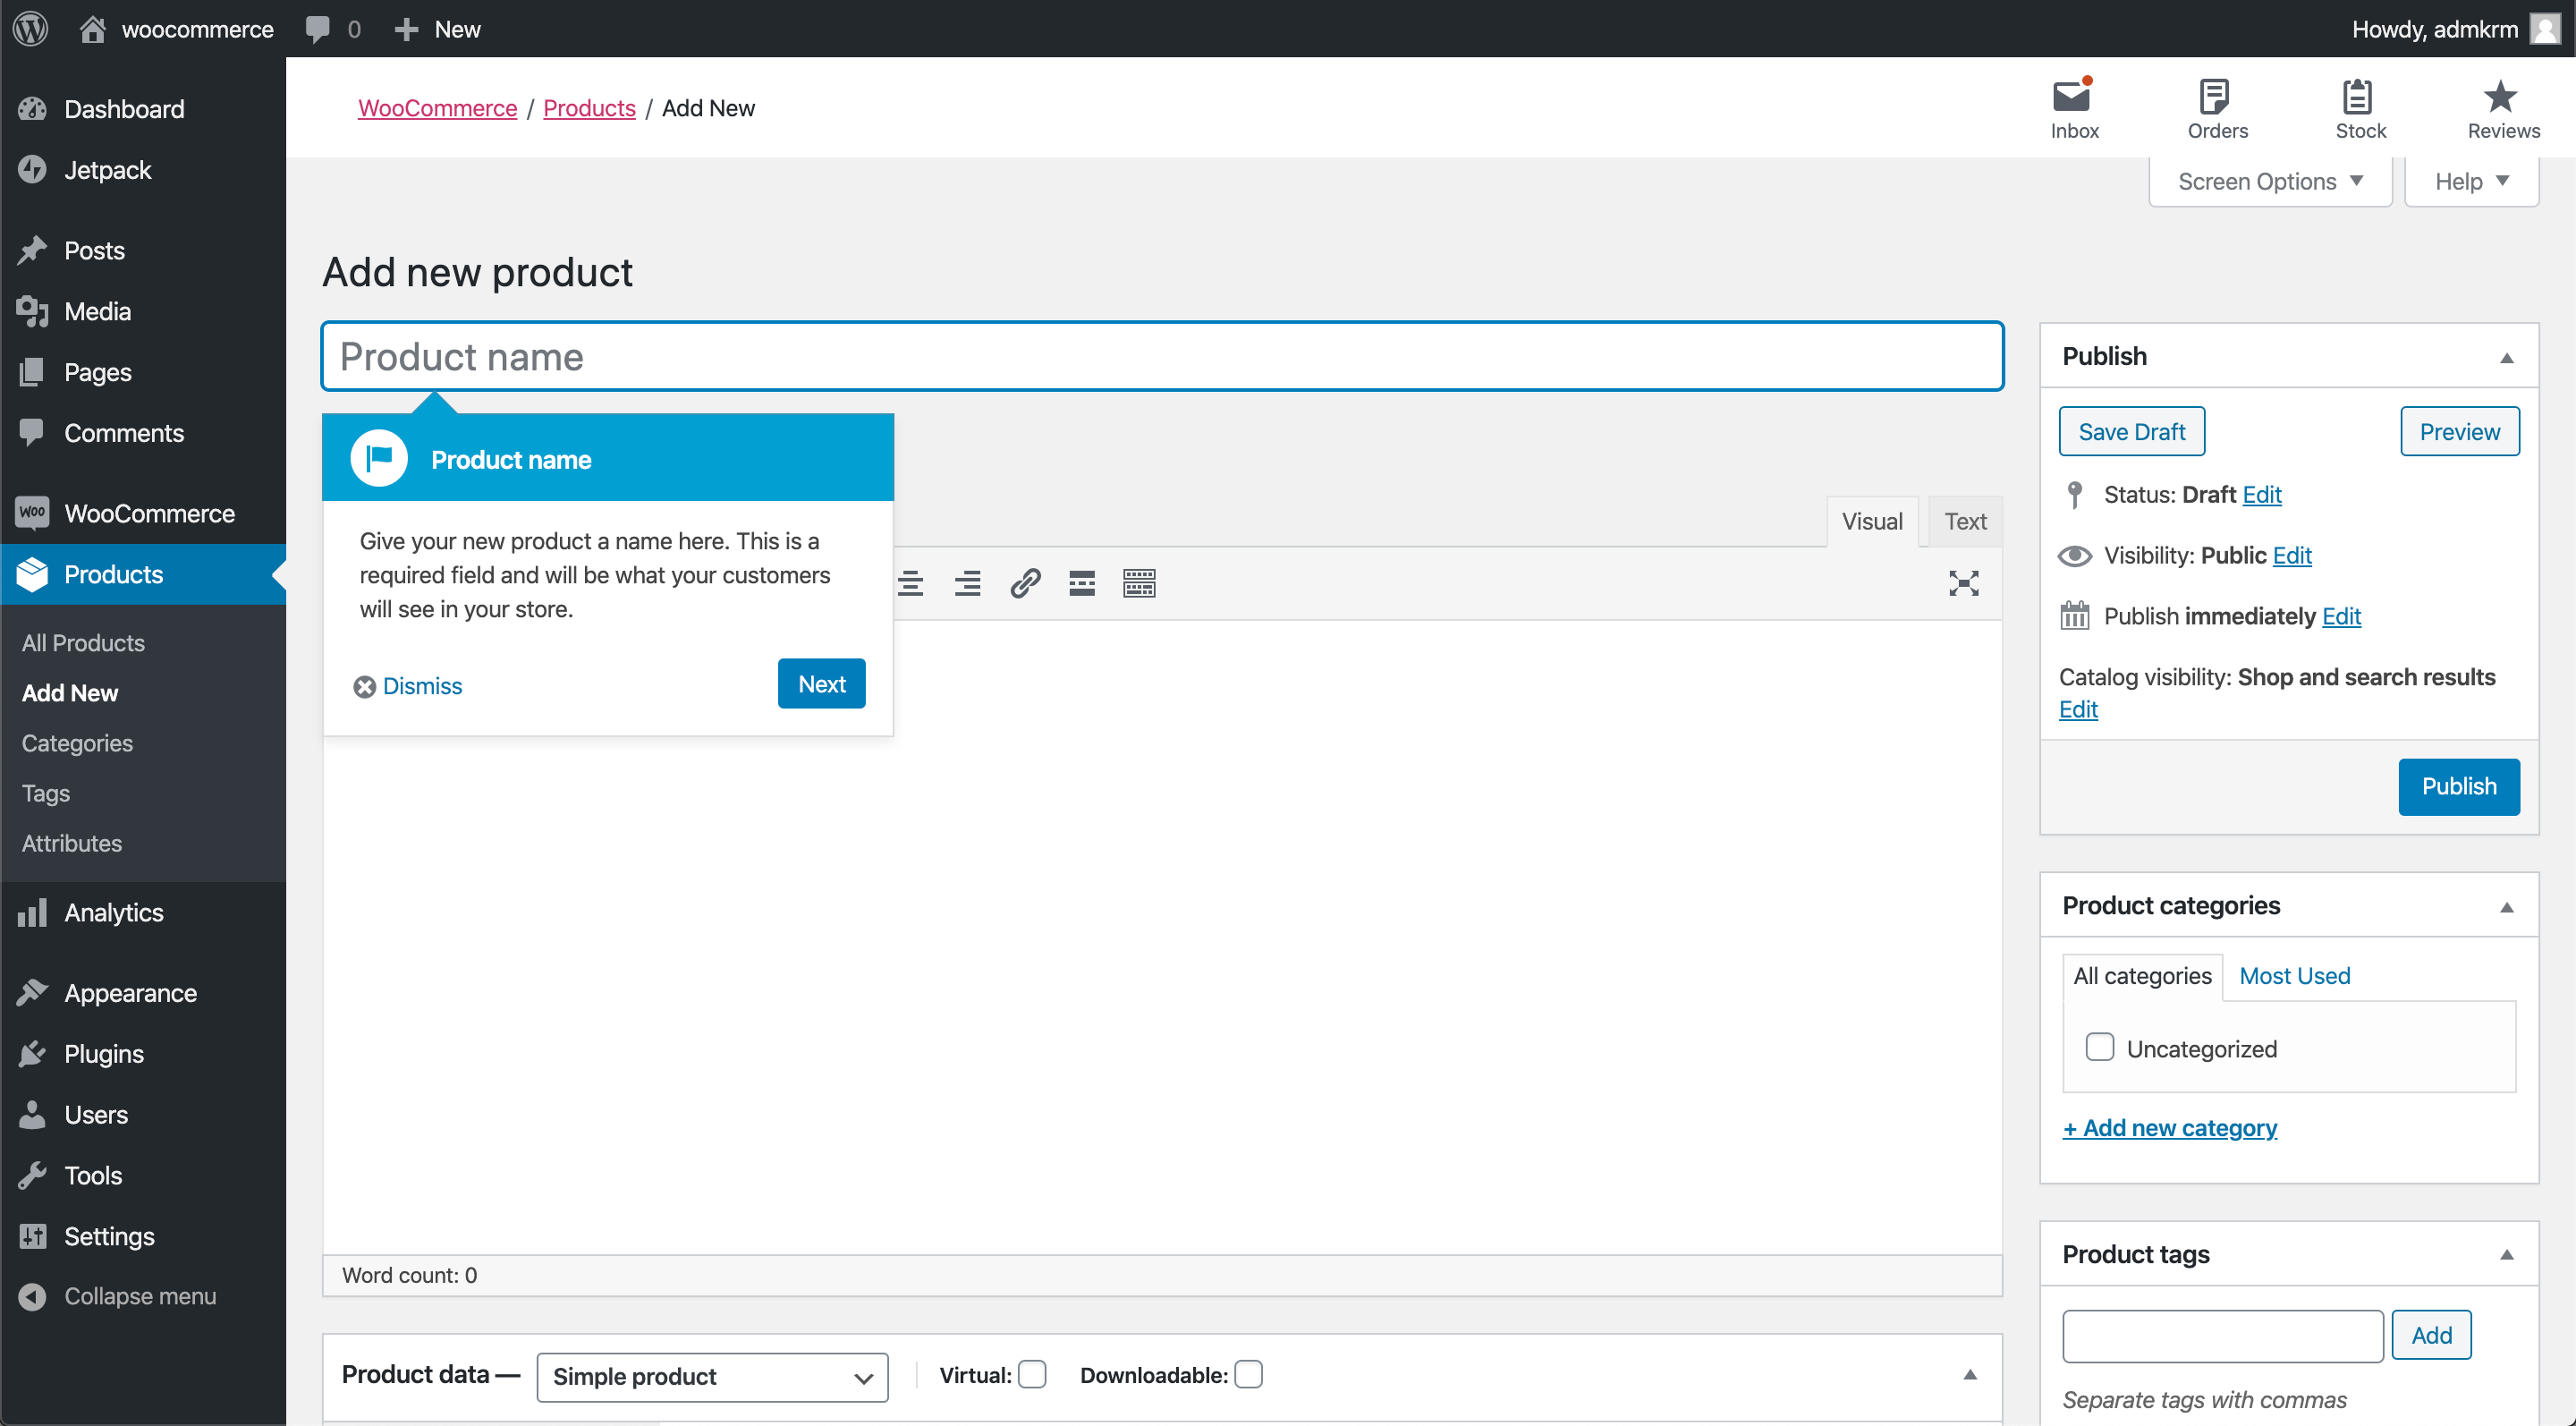 woocommerce 0 New Howdy, admkrm
Dashboard
Jetpack
Posts
Media
Pages
Comments
Woo WooCommerce
Products
All Products
Add New
Categories
Tags
Attributes
Analytics
Appearance
Plugins
Users
Tools
Settings
Collapse menu
WooCommerce / Products / Add New
Inbox Orders Stock Reviews
Screen Options Help
Add new product
Product name
Product name
Give your new product a name here. This is a
required field and will be what your customers
will see in your store.
Dismiss Next
Visual Text
Word count: 0
Product data — Simple product Virtual: Downloadable:
Publish
Save Draft Preview
Status: Draft Edit
Visibility: Public Edit
Publish immediately Edit
Catalog visibility: Shop and search results
Edit
Publish
Product categories
All categories Most Used
Uncategorized
+ Add new category
Product tags
Add
Separate tags with commas